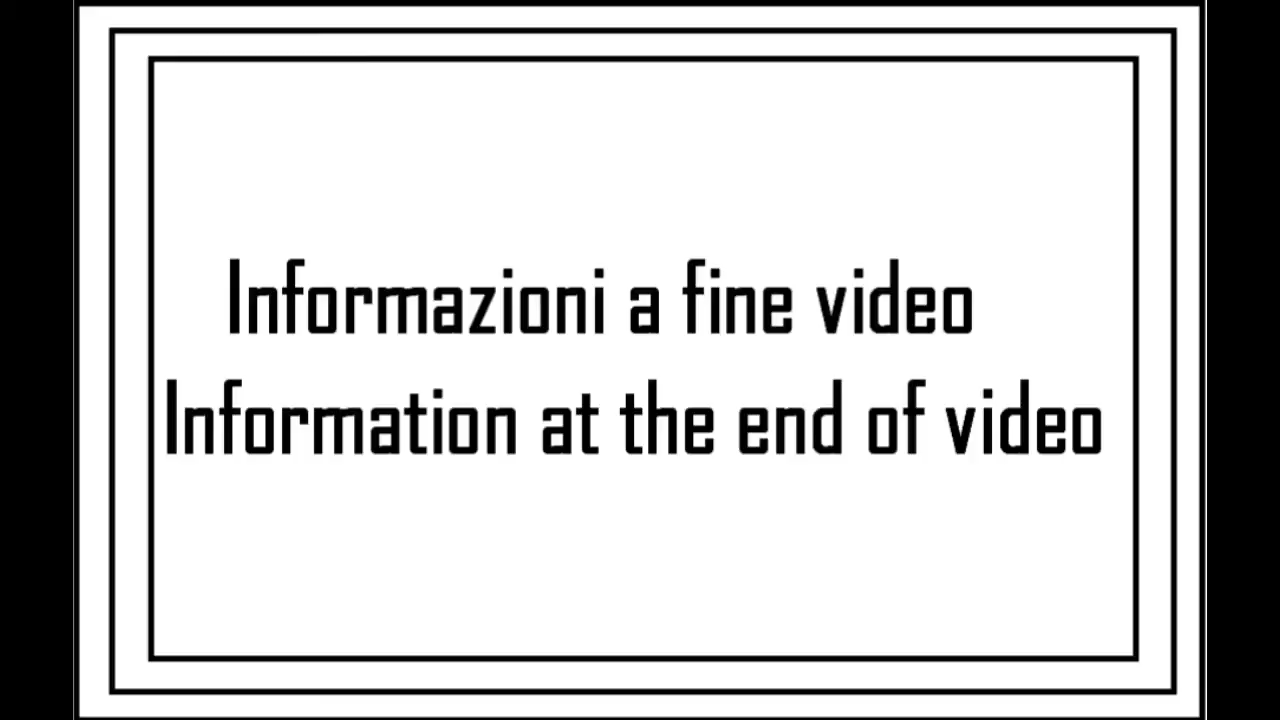 Informazioni a fine video
Information at the end of video